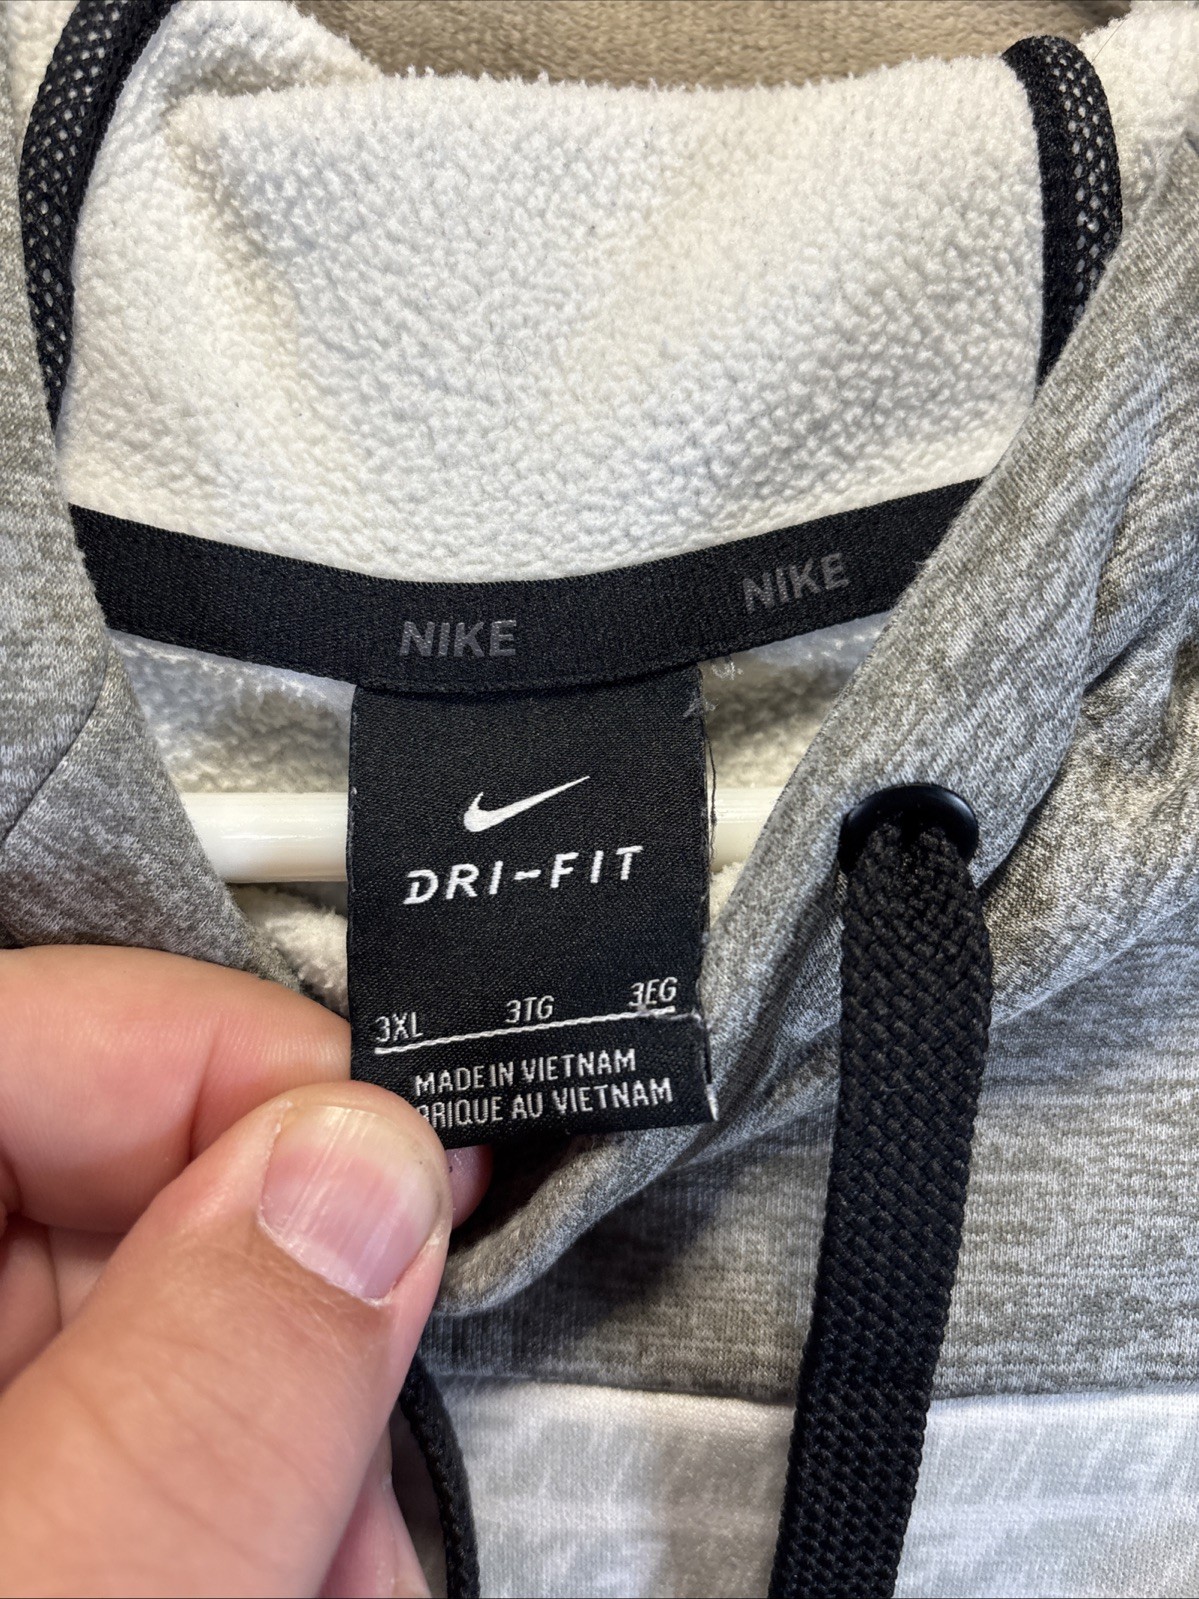 NIKE NIKE
DRI-FIT
3XL 3TG 3EG
MADE IN VIETNAM
BRIQUE AU VIETNAM